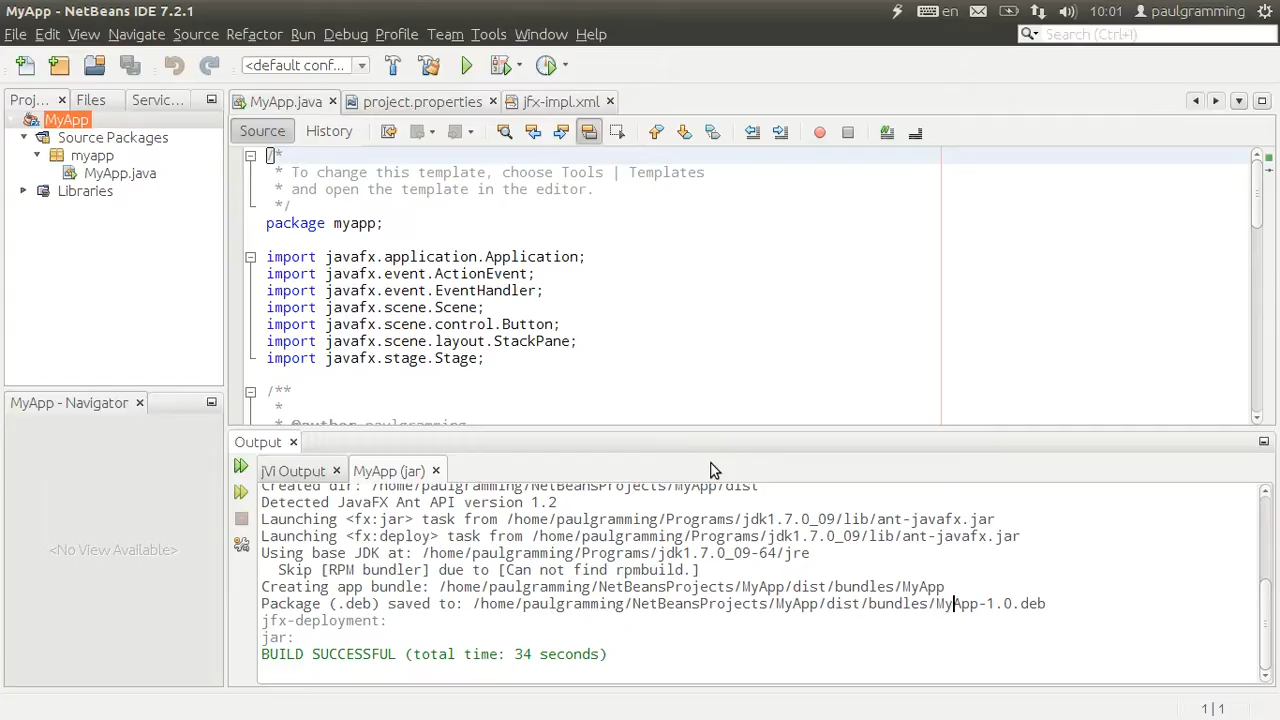 MyApp - NetBeans IDE 7.2.1
en
10:01
paulgramming
File Edit View Navigate Source Refactor Run Debug Profile Team Tools Window Help
Search (Ctrl+I)
<default conf...
Proj... Files Servic...
MyApp.java project.properties jfx-impl.xml
MyApp
Source Packages
myapp
MyApp.java
Libraries
Source History
/*
* To change this template, choose Tools | Templates
* and open the template in the editor.
*/
package myapp;
import javafx.application.Application;
import javafx.event.ActionEvent;
import javafx.event.EventHandler;
import javafx.scene.Scene;
import javafx.scene.control.Button;
import javafx.scene.layout.StackPane;
import javafx.stage.Stage;
/**
*
* @author paulgramming
MyApp - Navigator
<No View Available>
Output
jVi Output MyApp (jar)
Created dir: /home/paulgramming/NetBeansProjects/MyApp/dist
Detected JavaFX Ant API version 1.2
Launching <fx:jar> task from /home/paulgramming/Programs/jdk1.7.0_09/lib/ant-javafx.jar
Launching <fx:deploy> task from /home/paulgramming/Programs/jdk1.7.0_09/lib/ant-javafx.jar
Using base JDK at: /home/paulgramming/Programs/jdk1.7.0_09-64/jre
Skip [RPM bundler] due to [Can not find rpmbuild.]
Creating app bundle: /home/paulgramming/NetBeansProjects/MyApp/dist/bundles/MyApp
Package (.deb) saved to: /home/paulgramming/NetBeansProjects/MyApp/dist/bundles/MyApp-1.0.deb
jfx-deployment:
jar:
BUILD SUCCESSFUL (total time: 34 seconds)
1|1